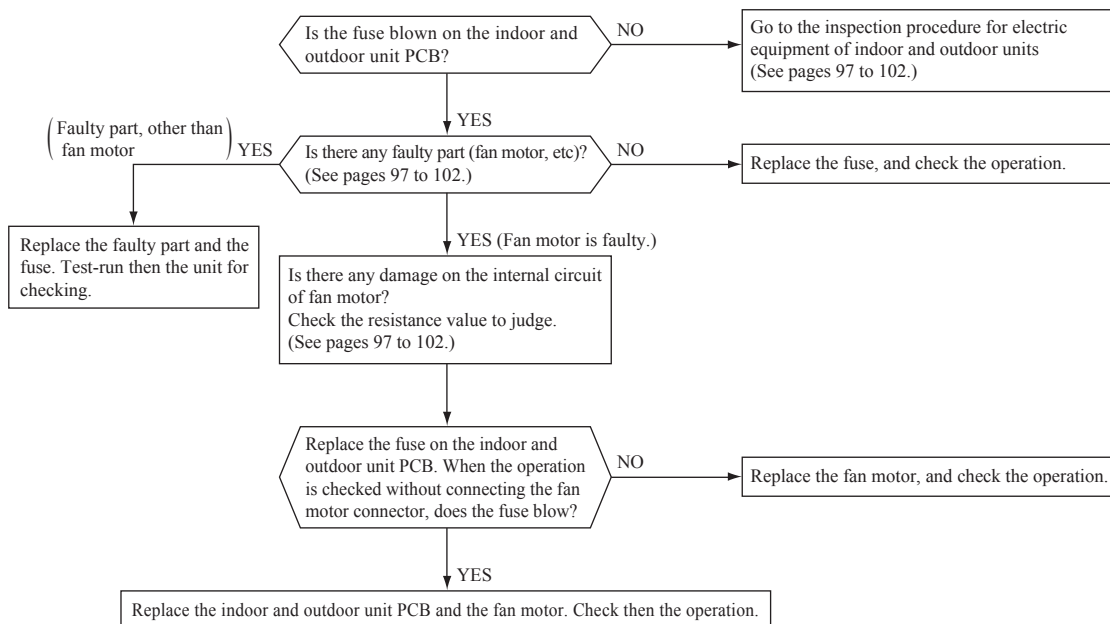 Is the fuse blown on the indoor and
outdoor unit PCB?
NO
Go to the inspection procedure for electric
equipment of indoor and outdoor units
(See pages 97 to 102.)
YES
(Faulty part, other than
fan motor)
YES
Is there any faulty part (fan motor, etc)?
(See pages 97 to 102.)
NO
Replace the fuse, and check the operation.
Replace the faulty part and the
fuse. Test-run then the unit for
checking.
YES (Fan motor is faulty.)
Is there any damage on the internal circuit
of fan motor?
Check the resistance value to judge.
(See pages 97 to 102.)
Replace the fuse on the indoor and
outdoor unit PCB. When the operation
is checked without connecting the fan
motor connector, does the fuse blow?
NO
Replace the fan motor, and check the operation.
YES
Replace the indoor and outdoor unit PCB and the fan motor. Check then the operation.